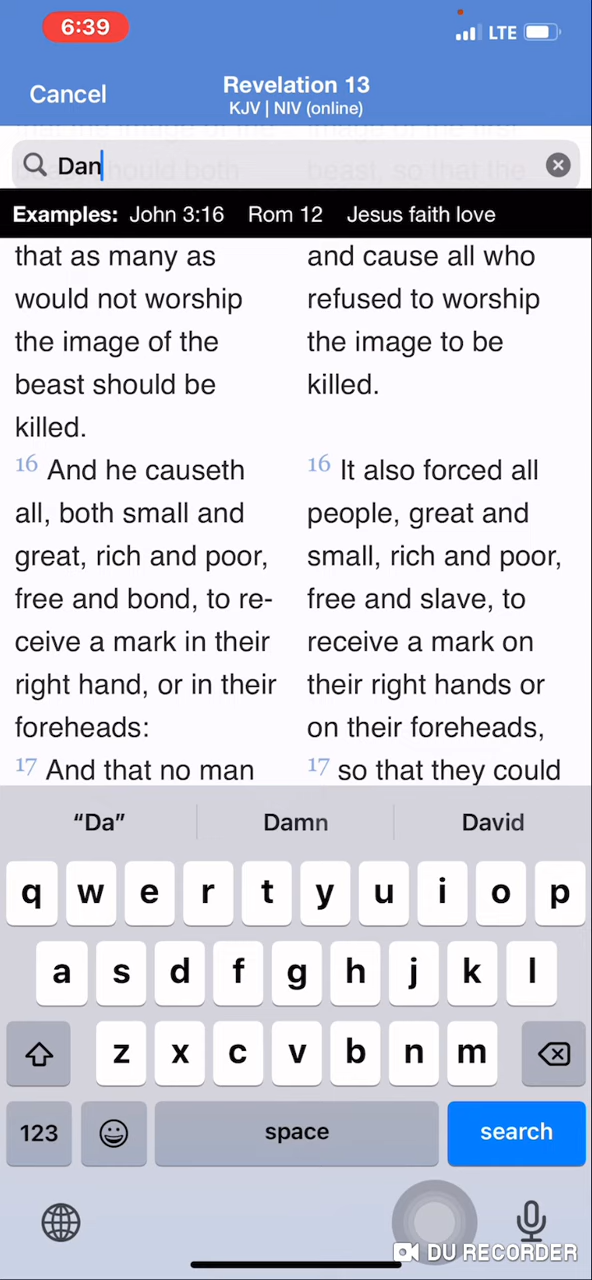 6:39
LTE
Cancel
Revelation 13
KJV | NIV (online)
Dan
Examples: John 3:16 Rom 12 Jesus faith love
that as many as
would not worship
the image of the
beast should be
killed.
16 And he causeth
all, both small and
great, rich and poor,
free and bond, to re-
ceive a mark in their
right hand, or in their
foreheads:
17 And that no man
and cause all who
refused to worship
the image to be
killed.
16 It also forced all
people, great and
small, rich and poor,
free and slave, to
receive a mark on
their right hands or
on their foreheads,
17 so that they could
“Da” Damn David
q w e r t y u i o p
a s d f g h j k l
z x c v b n m
123 space search
DU RECORDER